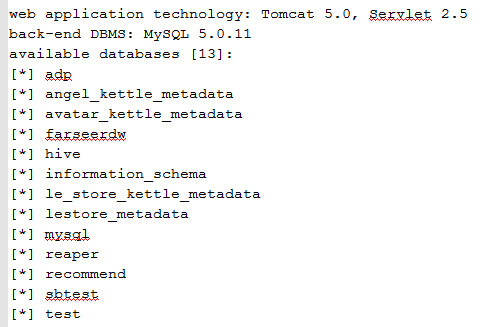 web application technology: Tomcat 5.0, Servlet 2.5
back-end DBMS: MySQL 5.0.11
available databases [13]:
[*] adp
[*] angel_kettle_metadata
[*] avatar_kettle_metadata
[*] farseerdw
[*] hive
[*] information_schema
[*] le_store_kettle_metadata
[*] lestore_metadata
[*] mysql
[*] reaper
[*] recommend
[*] sbtest
[*] test